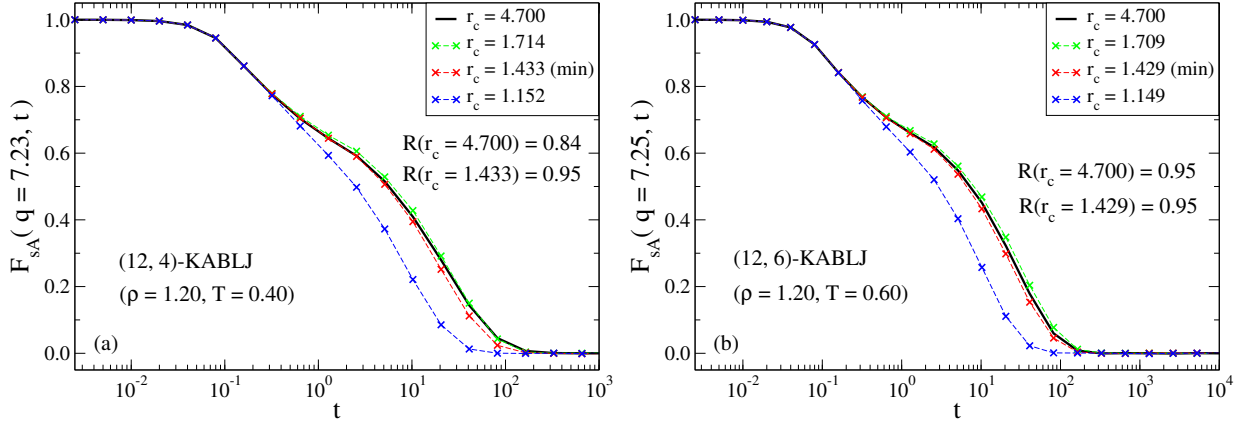 1.0
0.8
0.6
0.4
0.2
0.0
F_sA( q = 7.23, t )
r_c = 4.700
r_c = 1.714
r_c = 1.433 (min)
r_c = 1.152
R(r_c = 4.700) = 0.84
R(r_c = 1.433) = 0.95
(12, 4)-KABLJ
(ρ = 1.20, T = 0.40)
(a)
10^-2 10^-1 10^0 10^1 10^2 10^3
t
1.0
0.8
0.6
0.4
0.2
0.0
F_sA( q = 7.25, t )
r_c = 4.700
r_c = 1.709
r_c = 1.429 (min)
r_c = 1.149
R(r_c = 4.700) = 0.95
R(r_c = 1.429) = 0.95
(12, 6)-KABLJ
(ρ = 1.20, T = 0.60)
(b)
10^-2 10^-1 10^0 10^1 10^2 10^3 10^4
t